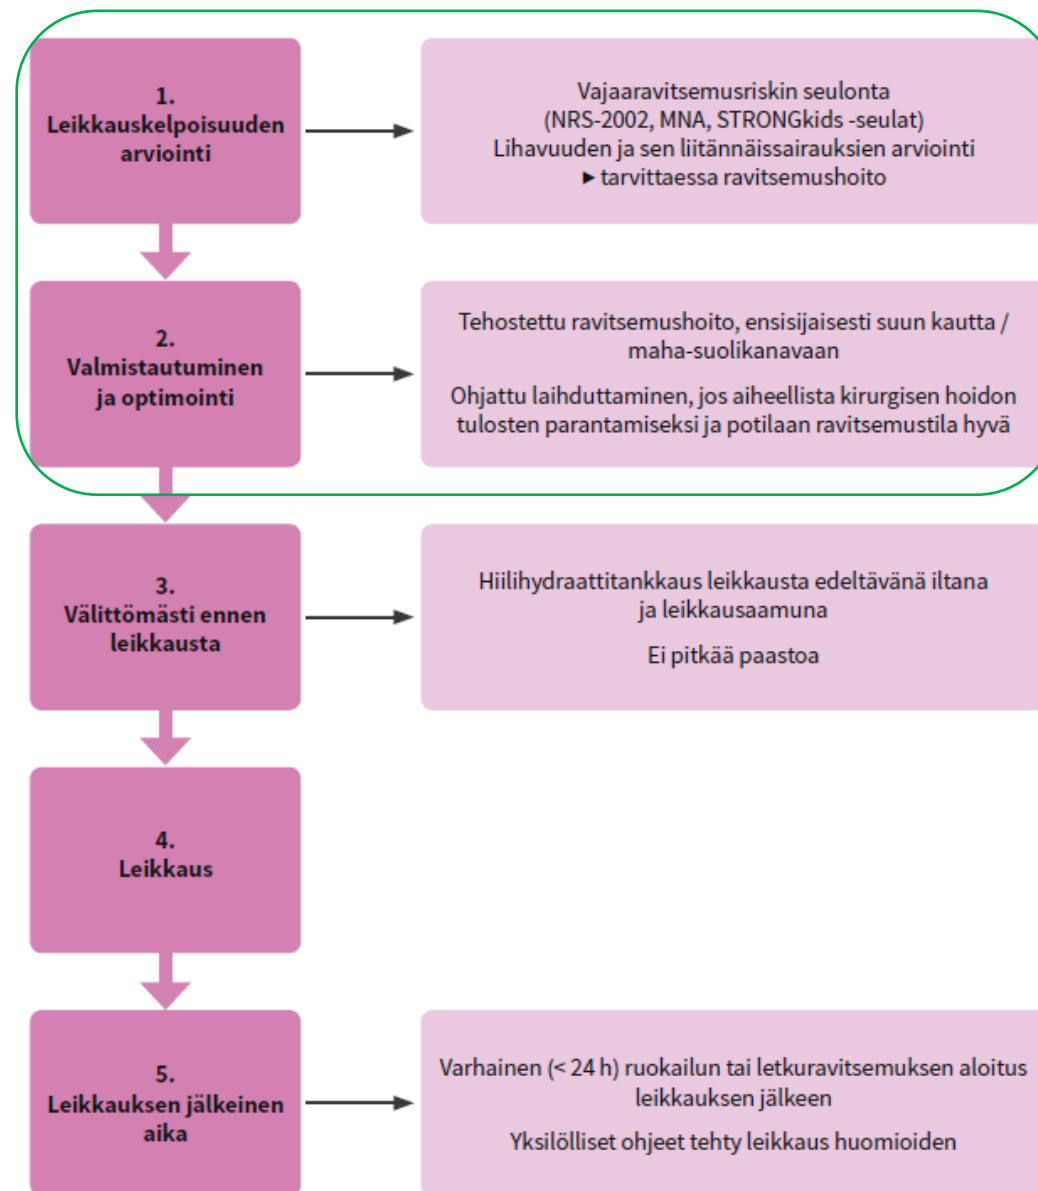 1.
Leikkauskelpoisuuden
arviointi
Vajaaravitsemusriskin seulonta
(NRS-2002, MNA, STRONGkids -seulat)
Lihavuuden ja sen liitännäissairauksien arviointi
▶ tarvittaessa ravitsemushoito
2.
Valmistautuminen
ja optimointi
Tehostettu ravitsemushoito, ensisijaisesti suun kautta /
maha-suolikanavaan
Ohjattu laihduttaminen, jos aiheellista kirurgisen hoidon
tulosten parantamiseksi ja potilaan ravitsemustila hyvä
3.
Välittömästi ennen
leikkausta
Hiilihydraattitankkaus leikkausta edeltävänä iltana
ja leikkausaamuna
Ei pitkää paastoa
4.
Leikkaus
5.
Leikkauksen jälkeinen
aika
Varhainen (< 24 h) ruokailun tai letkuravitsemuksen aloitus
leikkauksen jälkeen
Yksilölliset ohjeet tehty leikkaus huomioiden